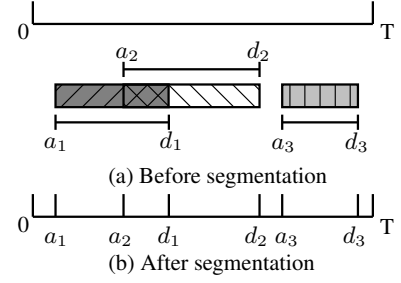 0 T
a₂ d₂
a₁ d₁ a₃ d₃
(a) Before segmentation
0 a₁ a₂ d₁ d₂ a₃ d₃ T
(b) After segmentation